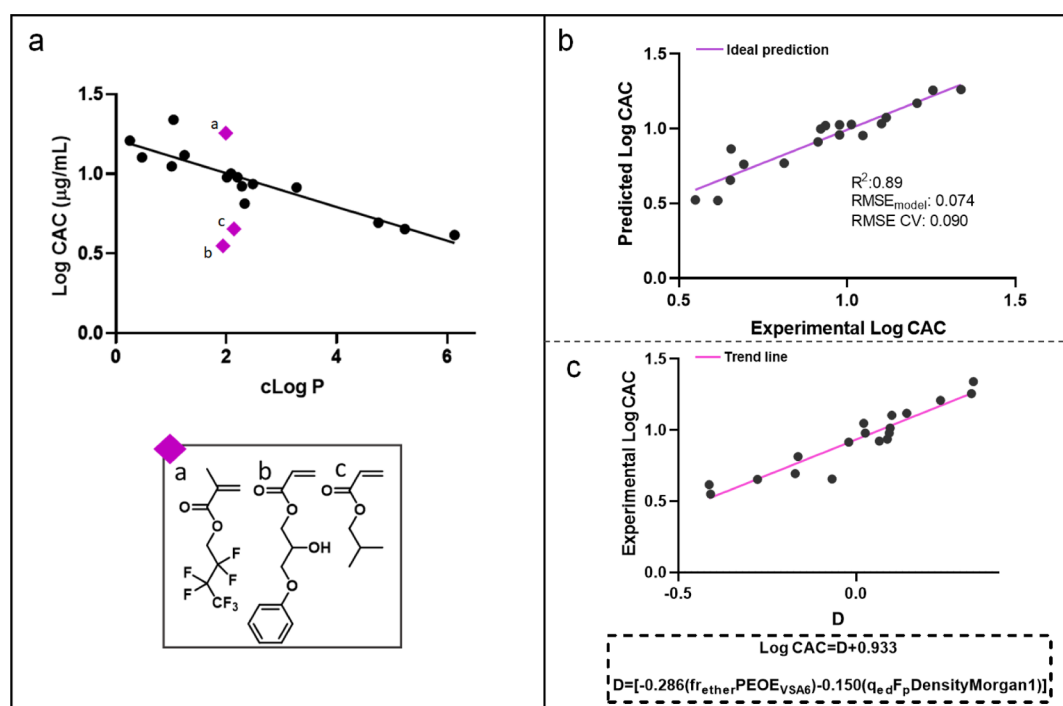 a
1.5
1.0
0.5
0.0
0
2
4
6
Log CAC (µg/mL)
cLog P
a
c
b
a
b
c
O
O
F
F
F
F
CF3
O
O
OH
O
O
O
b
Ideal prediction
1.5
1.0
0.5
0.0
0.5
1.0
1.5
Predicted Log CAC
R2:0.89
RMSEmodel: 0.074
RMSE CV: 0.090
Experimental Log CAC
c
Trend line
1.5
1.0
0.5
0.0
-0.5
0.0
Experimental Log CAC
D
Log CAC=D+0.933
D=[-0.286(fretherPEOEVSA6)-0.150(qedFpDensityMorgan1)]